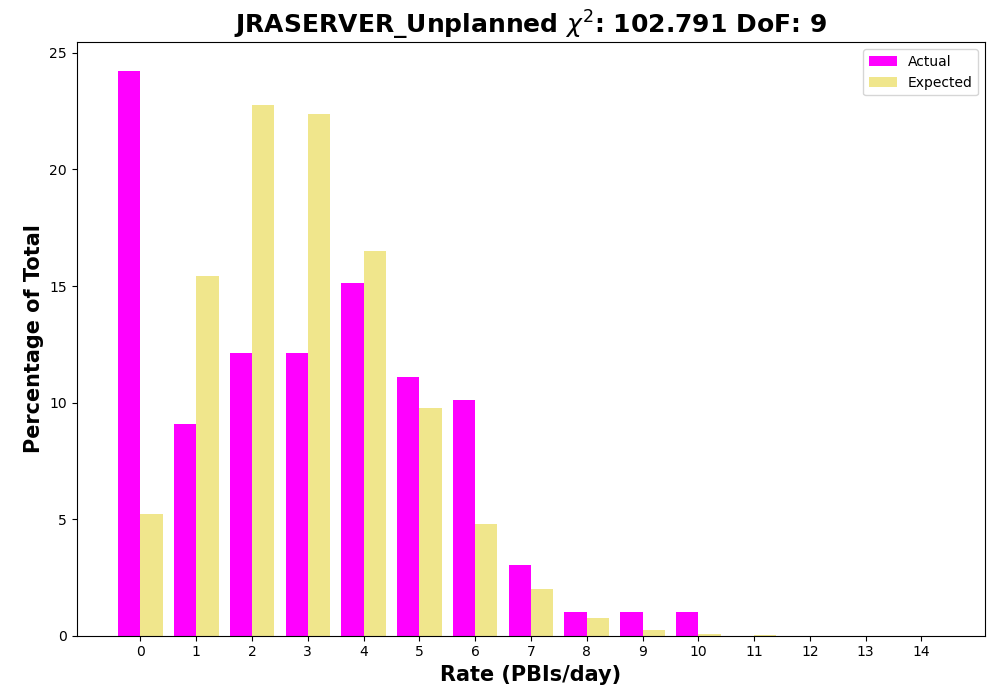 JRASERVER_Unplanned χ²: 102.791 DoF: 9
Actual
Expected
Percentage of Total
25
20
15
10
5
0
0 1 2 3 4 5 6 7 8 9 10 11 12 13 14
Rate (PBIs/day)